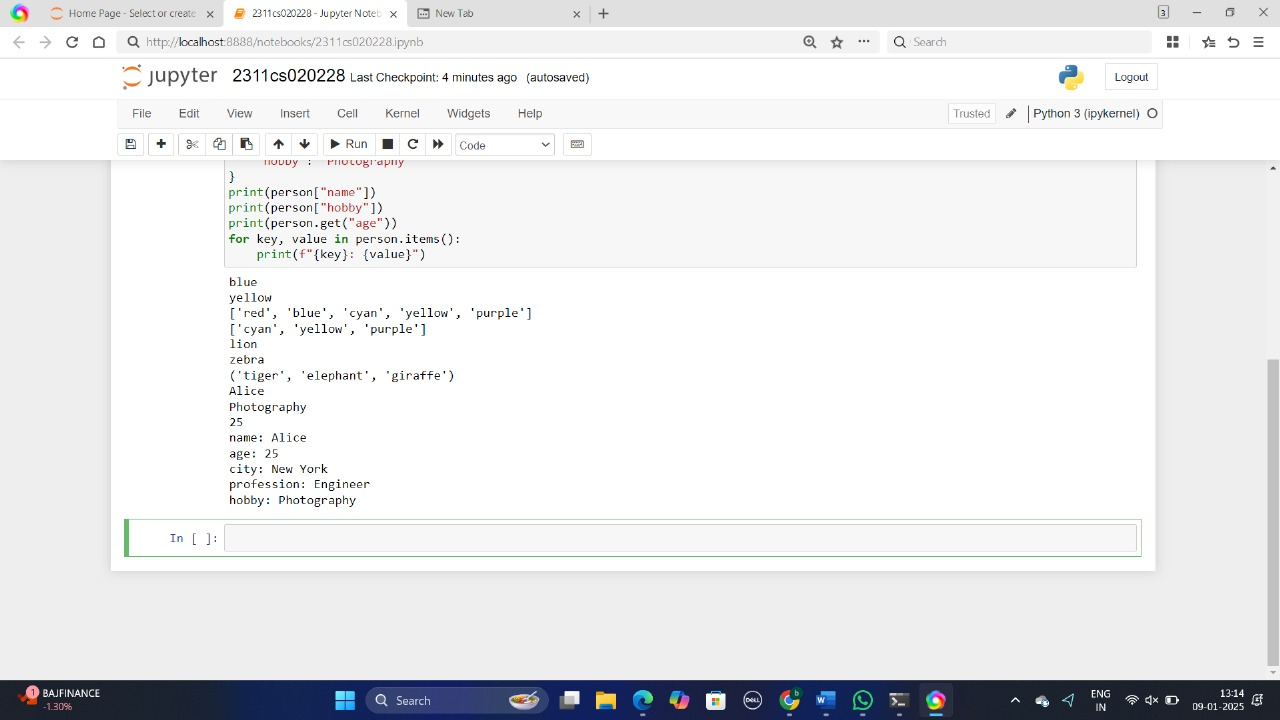 Home Page - Select or create
2311cs020228 - Jupyter Noteb
New Tab
3
http://localhost:8888/notebooks/2311cs020228.ipynb
Search
jupyter 2311cs020228 Last Checkpoint: 4 minutes ago (autosaved)
Logout
File Edit View Insert Cell Kernel Widgets Help
Trusted
Python 3 (ipykernel)
Run
Code
"hobby": "Photography"
}
print(person["name"])
print(person["hobby"])
print(person.get("age"))
for key, value in person.items():
    print(f"{key}: {value}")
blue
yellow
['red', 'blue', 'cyan', 'yellow', 'purple']
['cyan', 'yellow', 'purple']
lion
zebra
('tiger', 'elephant', 'giraffe')
Alice
Photography
25
name: Alice
age: 25
city: New York
profession: Engineer
hobby: Photography
In [ ]:
1
BAJFINANCE
-1.30%
Search
DELL
b
ENG
IN
13:14
09-01-2025